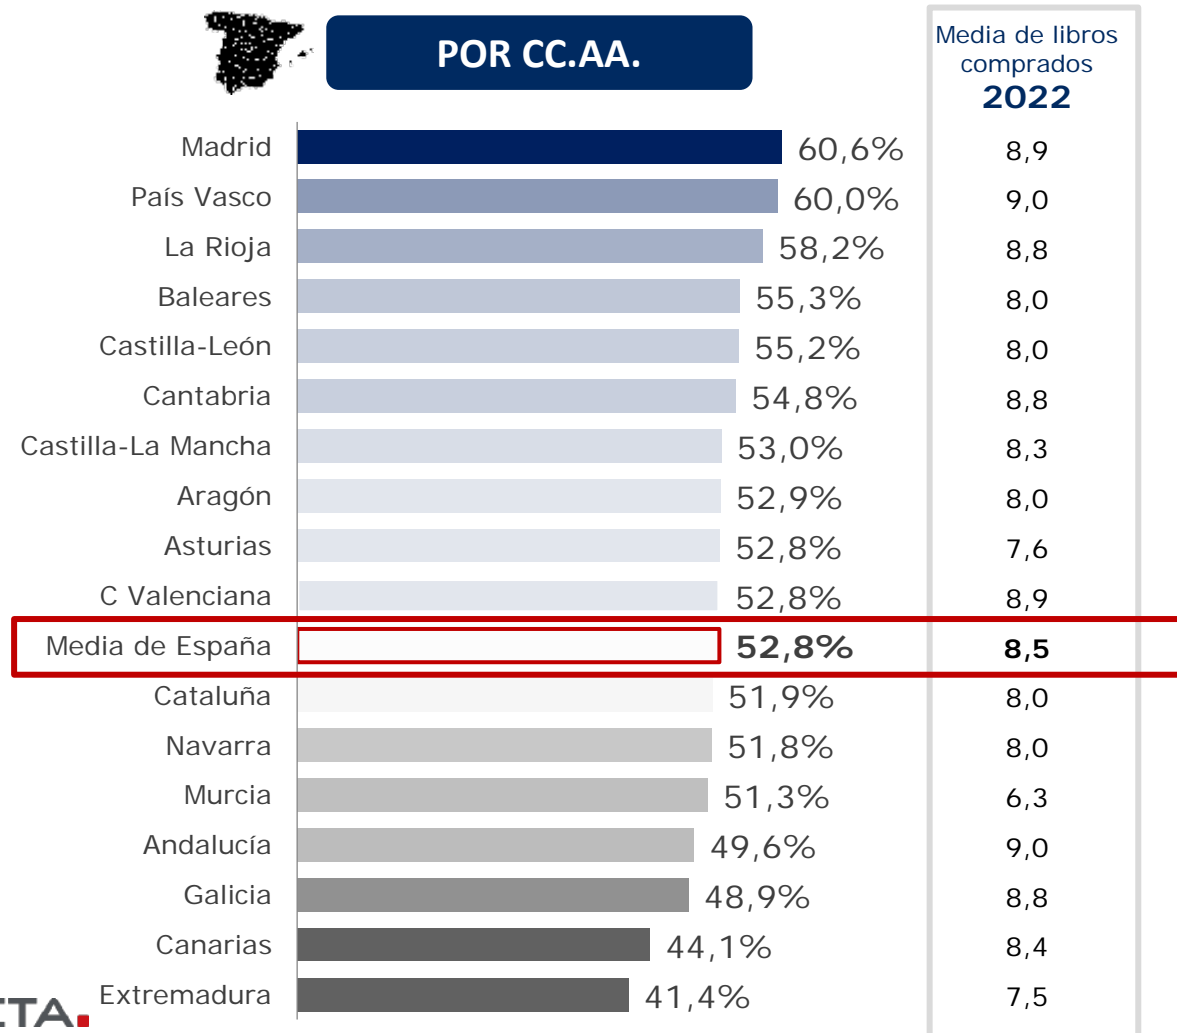 POR CC.AA.
Media de libros
comprados
2022
Madrid 60,6% 8,9
País Vasco 60,0% 9,0
La Rioja 58,2% 8,8
Baleares 55,3% 8,0
Castilla-León 55,2% 8,0
Cantabria 54,8% 8,8
Castilla-La Mancha 53,0% 8,3
Aragón 52,9% 8,0
Asturias 52,8% 7,6
C Valenciana 52,8% 8,9
Media de España 52,8% 8,5
Cataluña 51,9% 8,0
Navarra 51,8% 8,0
Murcia 51,3% 6,3
Andalucía 49,6% 9,0
Galicia 48,9% 8,8
Canarias 44,1% 8,4
Extremadura 41,4% 7,5